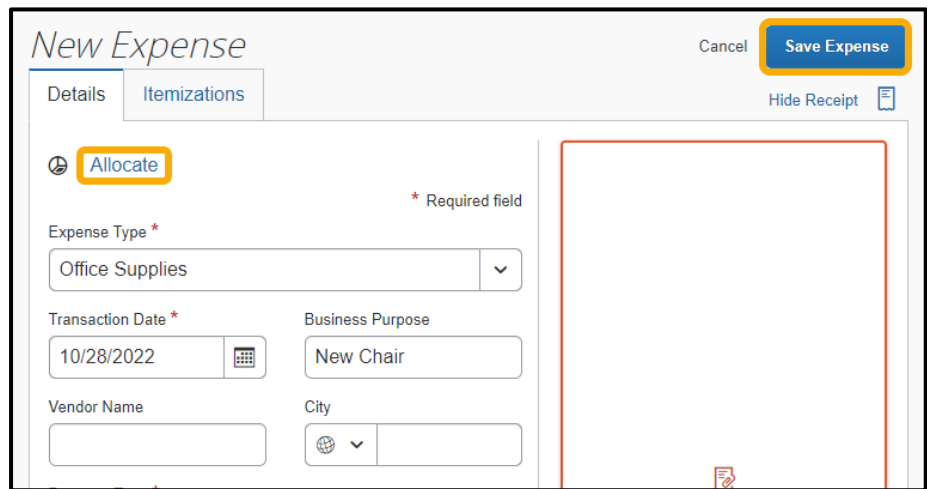 New Expense
Cancel
Save Expense
Details
Itemizations
Hide Receipt
Allocate
* Required field
Expense Type *
Office Supplies
Transaction Date *
Business Purpose
10/28/2022
New Chair
Vendor Name
City